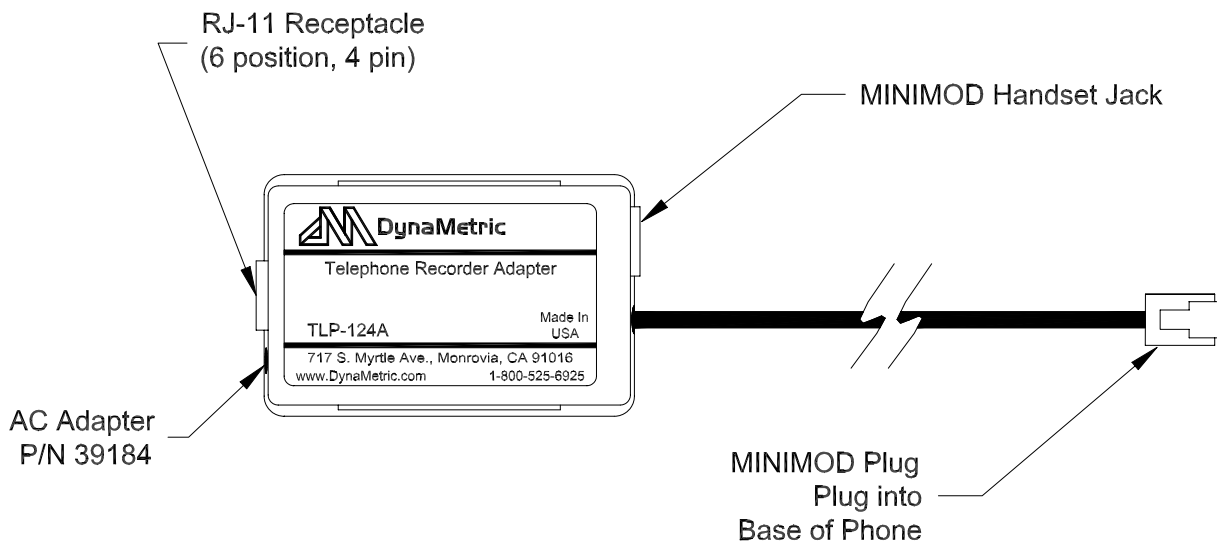 RJ-11 Receptacle
(6 position, 4 pin)
MINIMOD Handset Jack
DynaMetric
Telephone Recorder Adapter
TLP-124A
Made In
USA
717 S. Myrtle Ave., Monrovia, CA 91016
www.DynaMetric.com 1-800-525-6925
AC Adapter
P/N 39184
MINIMOD Plug
Plug into
Base of Phone